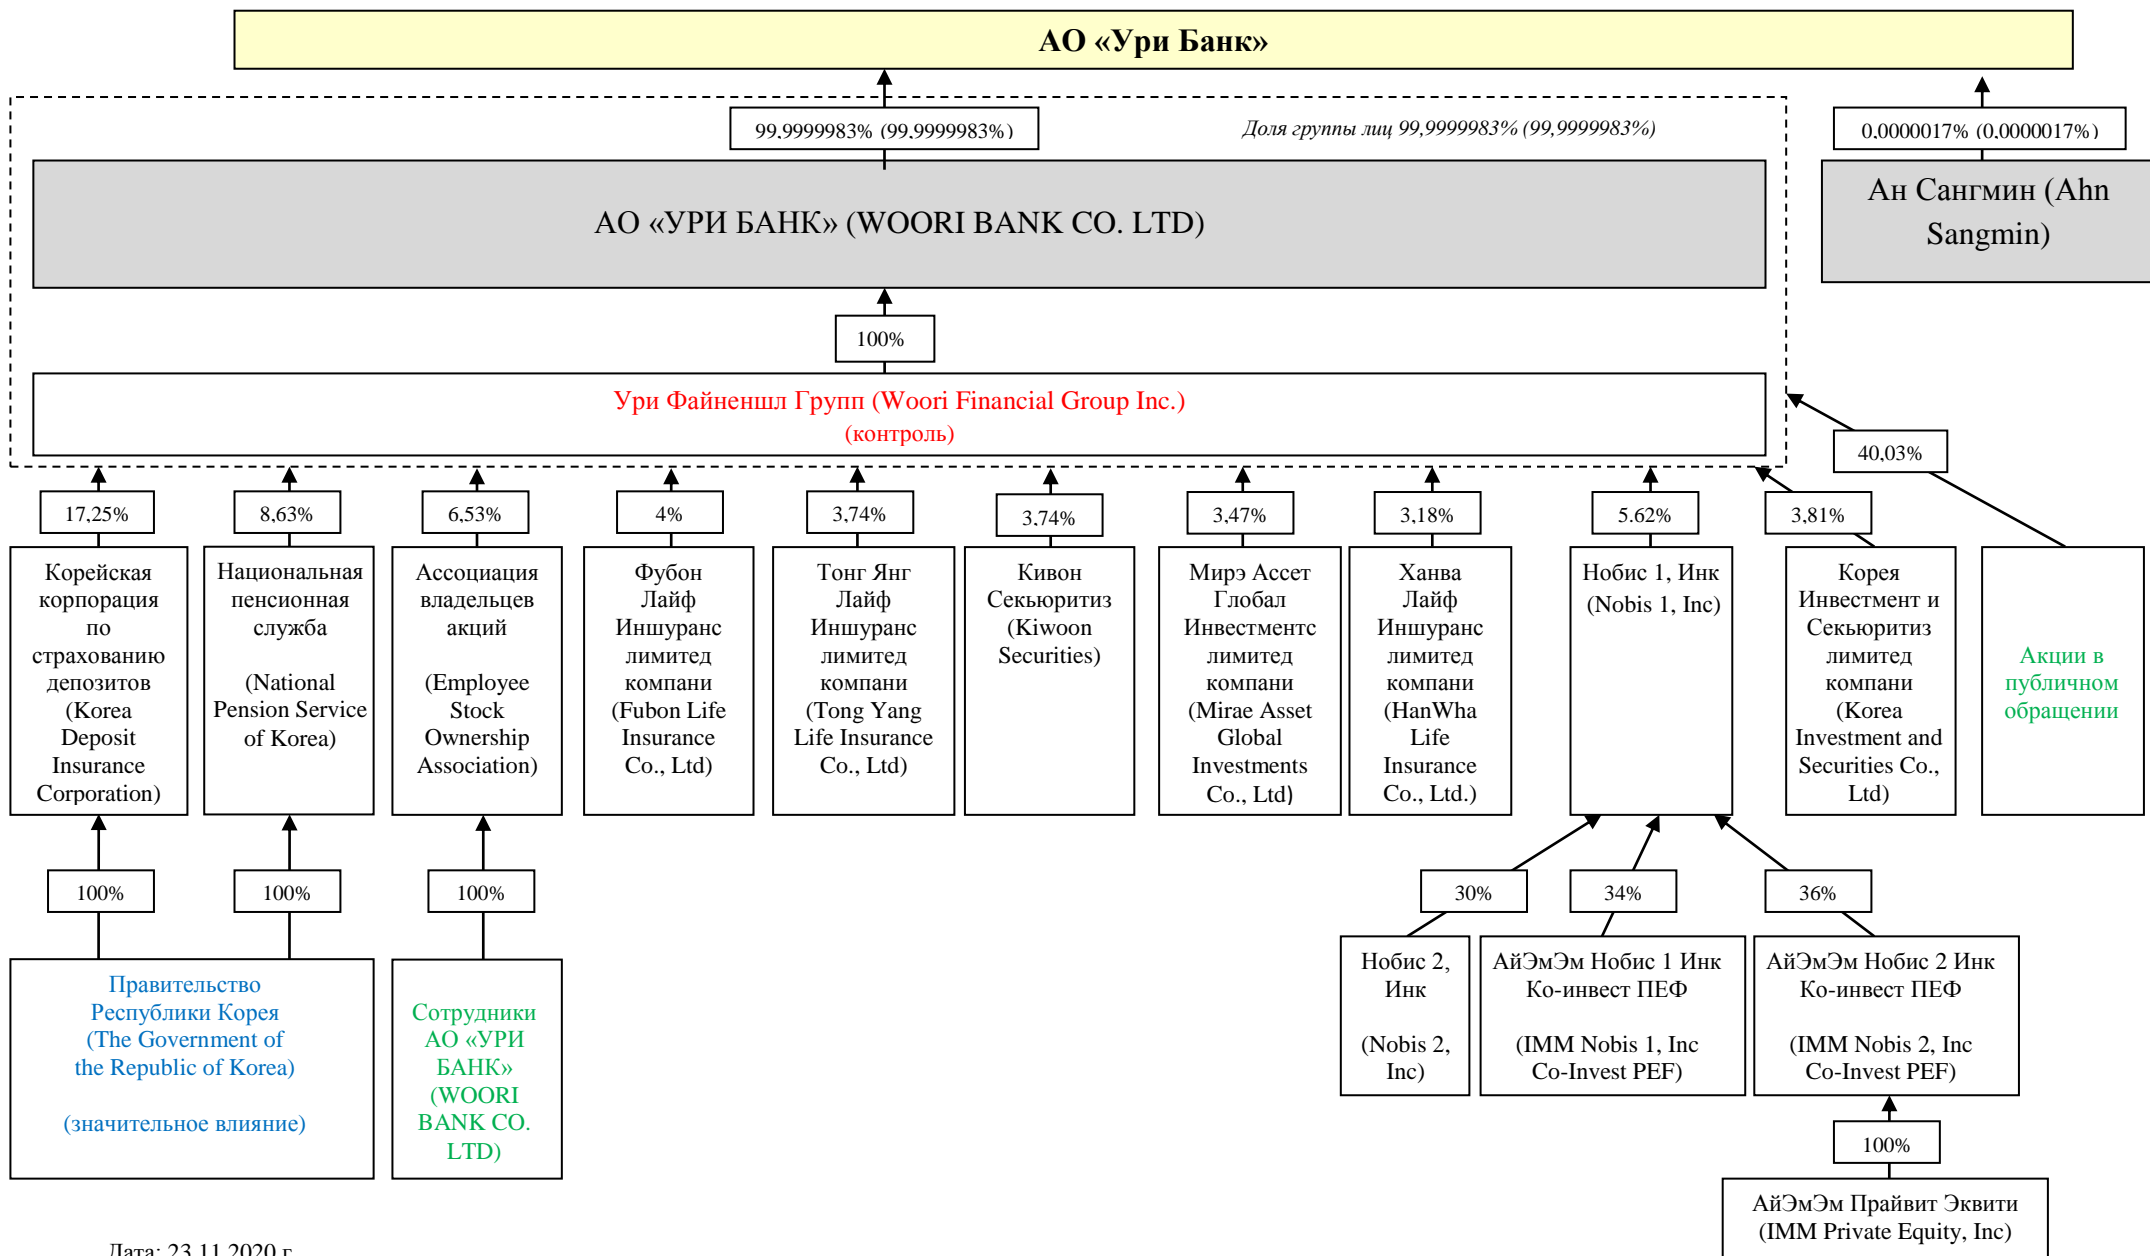 АО «Ури Банк»
99,9999983% (99,9999983%)
Доля группы лиц 99,9999983% (99,9999983%)
0,0000017% (0,0000017%)
АО «УРИ БАНК» (WOORI BANK CO. LTD)
Ан Сангмин (Ahn
Sangmin)
100%
Ури Файненшл Групп (Woori Financial Group Inc.)
(контроль)
40,03%
17,25%
8,63%
6,53%
4%
3,74%
3,74%
3,47%
3,18%
5.62%
3,81%
Корейская
корпорация
по
страхованию
депозитов
(Korea
Deposit
Insurance
Corporation)
Национальная
пенсионная
служба
(National
Pension Service
of Korea)
Ассоциация
владельцев
акций
(Employee
Stock
Ownership
Association)
Фубон
Лайф
Иншуранс
лимитед
компани
(Fubon Life
Insurance
Co., Ltd)
Тонг Янг
Лайф
Иншуранс
лимитед
компани
(Tong Yang
Life Insurance
Co., Ltd)
Кивон
Секьюритиз
(Kiwoon
Securities)
Мирэ Ассет
Глобал
Инвестментс
лимитед
компани
(Mirae Asset
Global
Investments
Co., Ltd)
Ханва
Лайф
Иншуранс
лимитед
компани
(HanWha
Life
Insurance
Co., Ltd.)
Нобис 1, Инк
(Nobis 1, Inc)
Корея
Инвестмент и
Секьюритиз
лимитед
компани
(Korea
Investment and
Securities Co.,
Ltd)
Акции в
публичном
обращении
100%
100%
100%
30%
34%
36%
Правительство
Республики Корея
(The Government of
the Republic of Korea)
(значительное влияние)
Сотрудники
АО «УРИ
БАНК»
(WOORI
BANK CO.
LTD)
Нобис 2,
Инк
(Nobis 2,
Inc)
АйЭмЭм Нобис 1 Инк
Ко-инвест ПЕФ
(IMM Nobis 1, Inc
Co-Invest PEF)
АйЭмЭм Нобис 2 Инк
Ко-инвест ПЕФ
(IMM Nobis 2, Inc
Co-Invest PEF)
100%
АйЭмЭм Прайвит Эквити
(IMM Private Equity, Inc)
Дата: 23.11.2020 г.